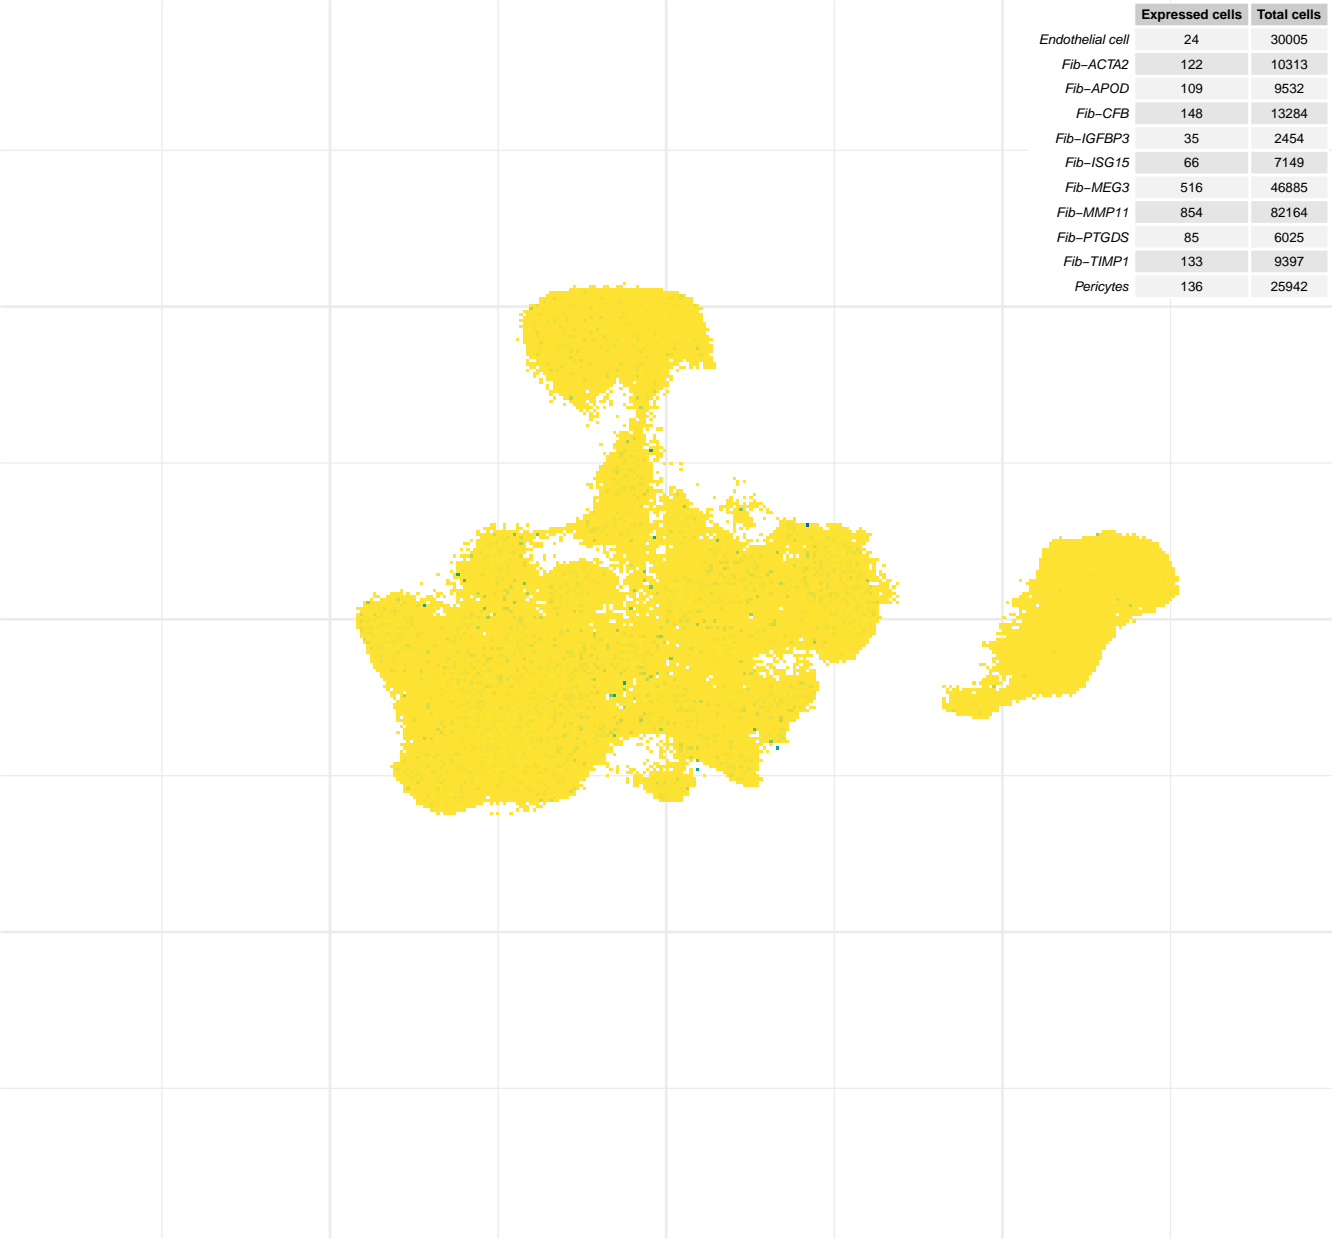 Expressed cells Total cells
Endothelial cell 24 30005
Fib−ACTA2 122 10313
Fib−APOD 109 9532
Fib−CFB 148 13284
Fib−IGFBP3 35 2454
Fib−ISG15 66 7149
Fib−MEG3 516 46885
Fib−MMP11 854 82164
Fib−PTGDS 85 6025
Fib−TIMP1 133 9397
Pericytes 136 25942